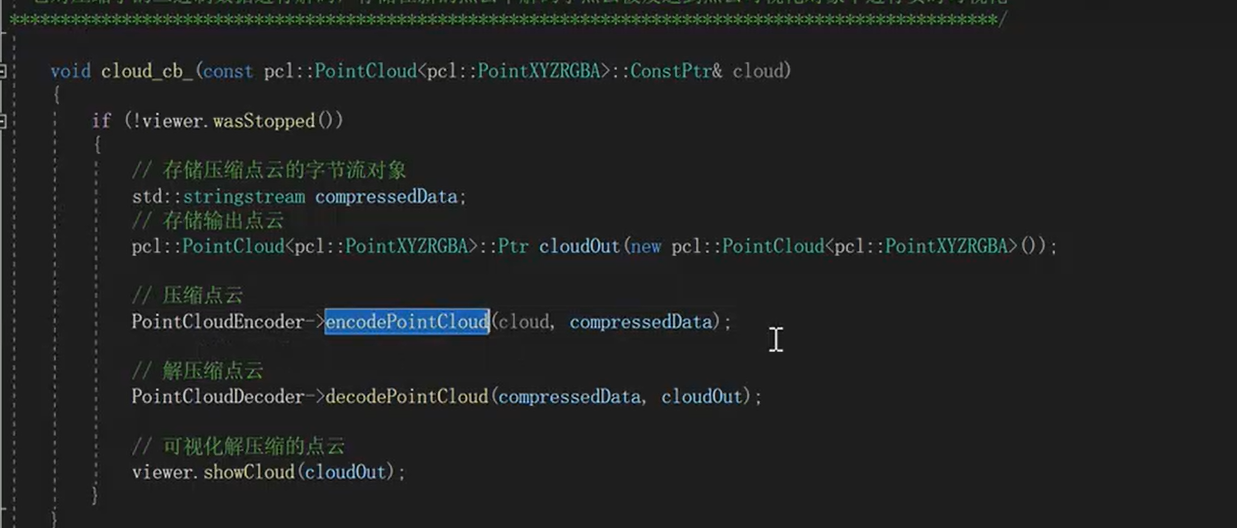 ****************************************************************************************************/
void cloud_cb_(const pcl::PointCloud<pcl::PointXYZRGBA>::ConstPtr& cloud)
{
if (!viewer.wasStopped())
{
// 存储压缩点云的字节流对象
std::stringstream compressedData;
// 存储输出点云
pcl::PointCloud<pcl::PointXYZRGBA>::Ptr cloudOut(new pcl::PointCloud<pcl::PointXYZRGBA>());
// 压缩点云
PointCloudEncoder->encodePointCloud(cloud, compressedData);
// 解压缩点云
PointCloudDecoder->decodePointCloud(compressedData, cloudOut);
// 可视化解压缩的点云
viewer.showCloud(cloudOut);
}
}